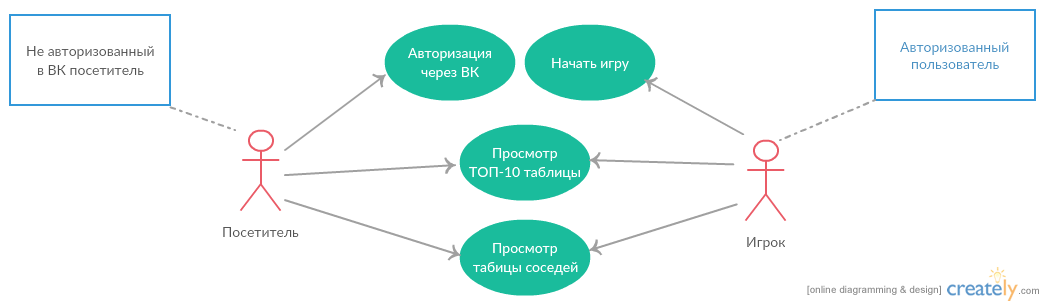 Не авторизованный
в ВК посетитель
Авторизация
через ВК
Начать игру
Авторизованный
пользователь
Просмотр
ТОП-10 таблицы
Посетитель
Игрок
Просмотр
табицы соседей
[online diagramming & design] creately.com